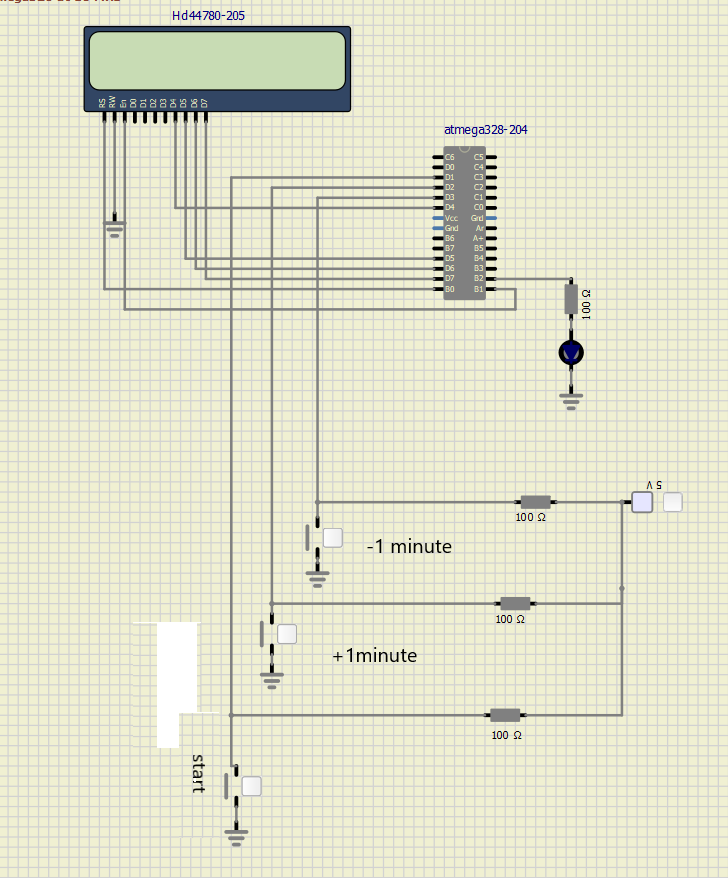 Hd44780-205
RS RW En D0 D1 D2 D3 D4 D5 D6 D7
atmega328-204
C6 C5
D0 C4
D1 C3
D2 C2
D3 C1
D4 C0
Vcc Grd
Gnd Ar
B6 A+
B7 B5
D5 B4
D6 B3
D7 B2
B0 B1
100 Ω
5 V
100 Ω
-1 minute
100 Ω
+1minute
100 Ω
start